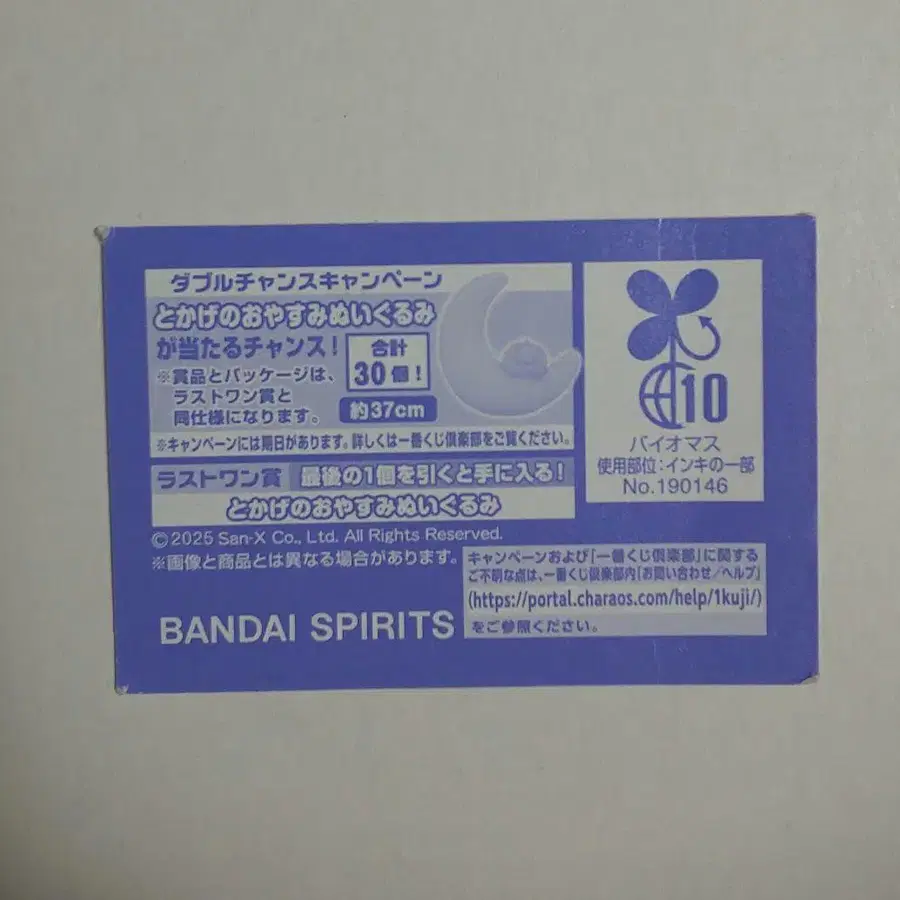 ダブルチャンスキャンペーン
とかげのおやすみぬいぐるみ
が当たるチャンス!
合計
30個!
約37cm
※賞品とパッケージは、
ラストワン賞と
同仕様になります。
※キャンペーンには期日があります。詳しくは一番くじ倶楽部をご覧ください。
ラストワン賞 最後の1個を引くと手に入る!
とかげのおやすみぬいぐるみ
©2025 San-X Co., Ltd. All Rights Reserved.
※画像と商品とは異なる場合があります。
BANDAI SPIRITS
10
バイオマス
使用部位:インキの一部
No.190146
キャンペーンおよび「一番くじ倶楽部」に関する
ご不明な点は、一番くじ倶楽部内「お問い合わせ/ヘルプ」
(https://portal.charaos.com/help/1kuji/)
をご参照ください。